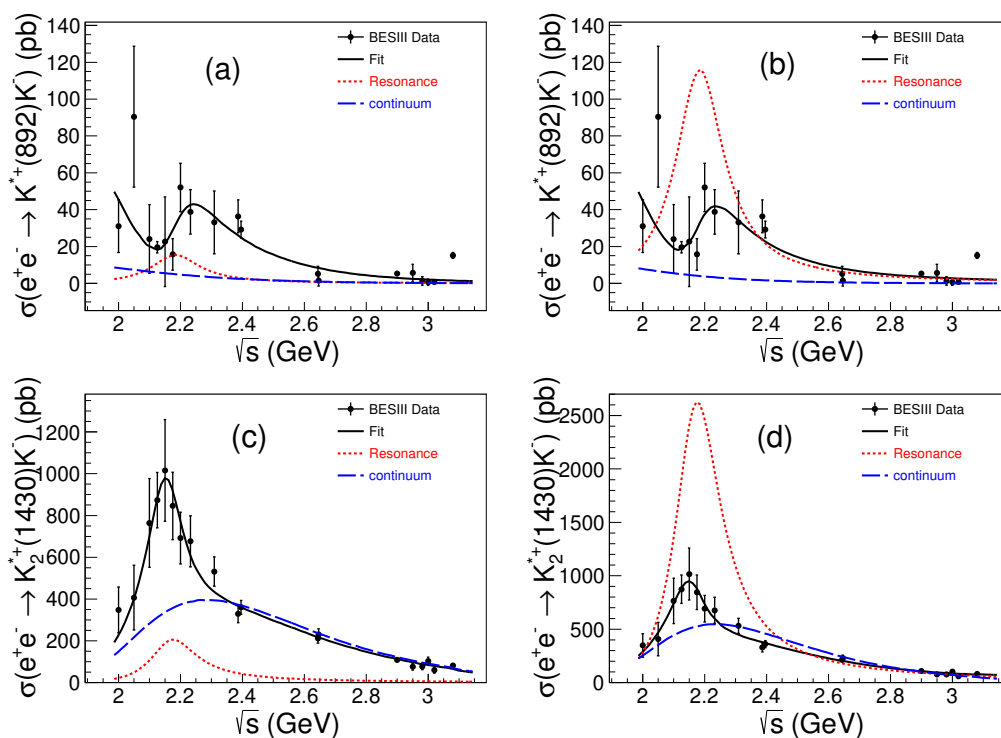 σ(e⁺e⁻ → K*⁺(892)K⁻) (pb)
140
120
100
80
60
40
20
0
(a)
BESIII Data
Fit
Resonance
continuum
2 2.2 2.4 2.6 2.8 3
√s (GeV)
σ(e⁺e⁻ → K*⁺(892)K⁻) (pb)
140
120
100
80
60
40
20
0
(b)
BESIII Data
Fit
Resonance
continuum
2 2.2 2.4 2.6 2.8 3
√s (GeV)
σ(e⁺e⁻ → K₂*⁺(1430)K⁻) (pb)
1200
1000
800
600
400
200
0
(c)
BESIII Data
Fit
Resonance
continuum
2 2.2 2.4 2.6 2.8 3
√s (GeV)
σ(e⁺e⁻ → K₂*⁺(1430)K⁻) (pb)
2500
2000
1500
1000
500
0
(d)
BESIII Data
Fit
Resonance
continuum
2 2.2 2.4 2.6 2.8 3
√s (GeV)